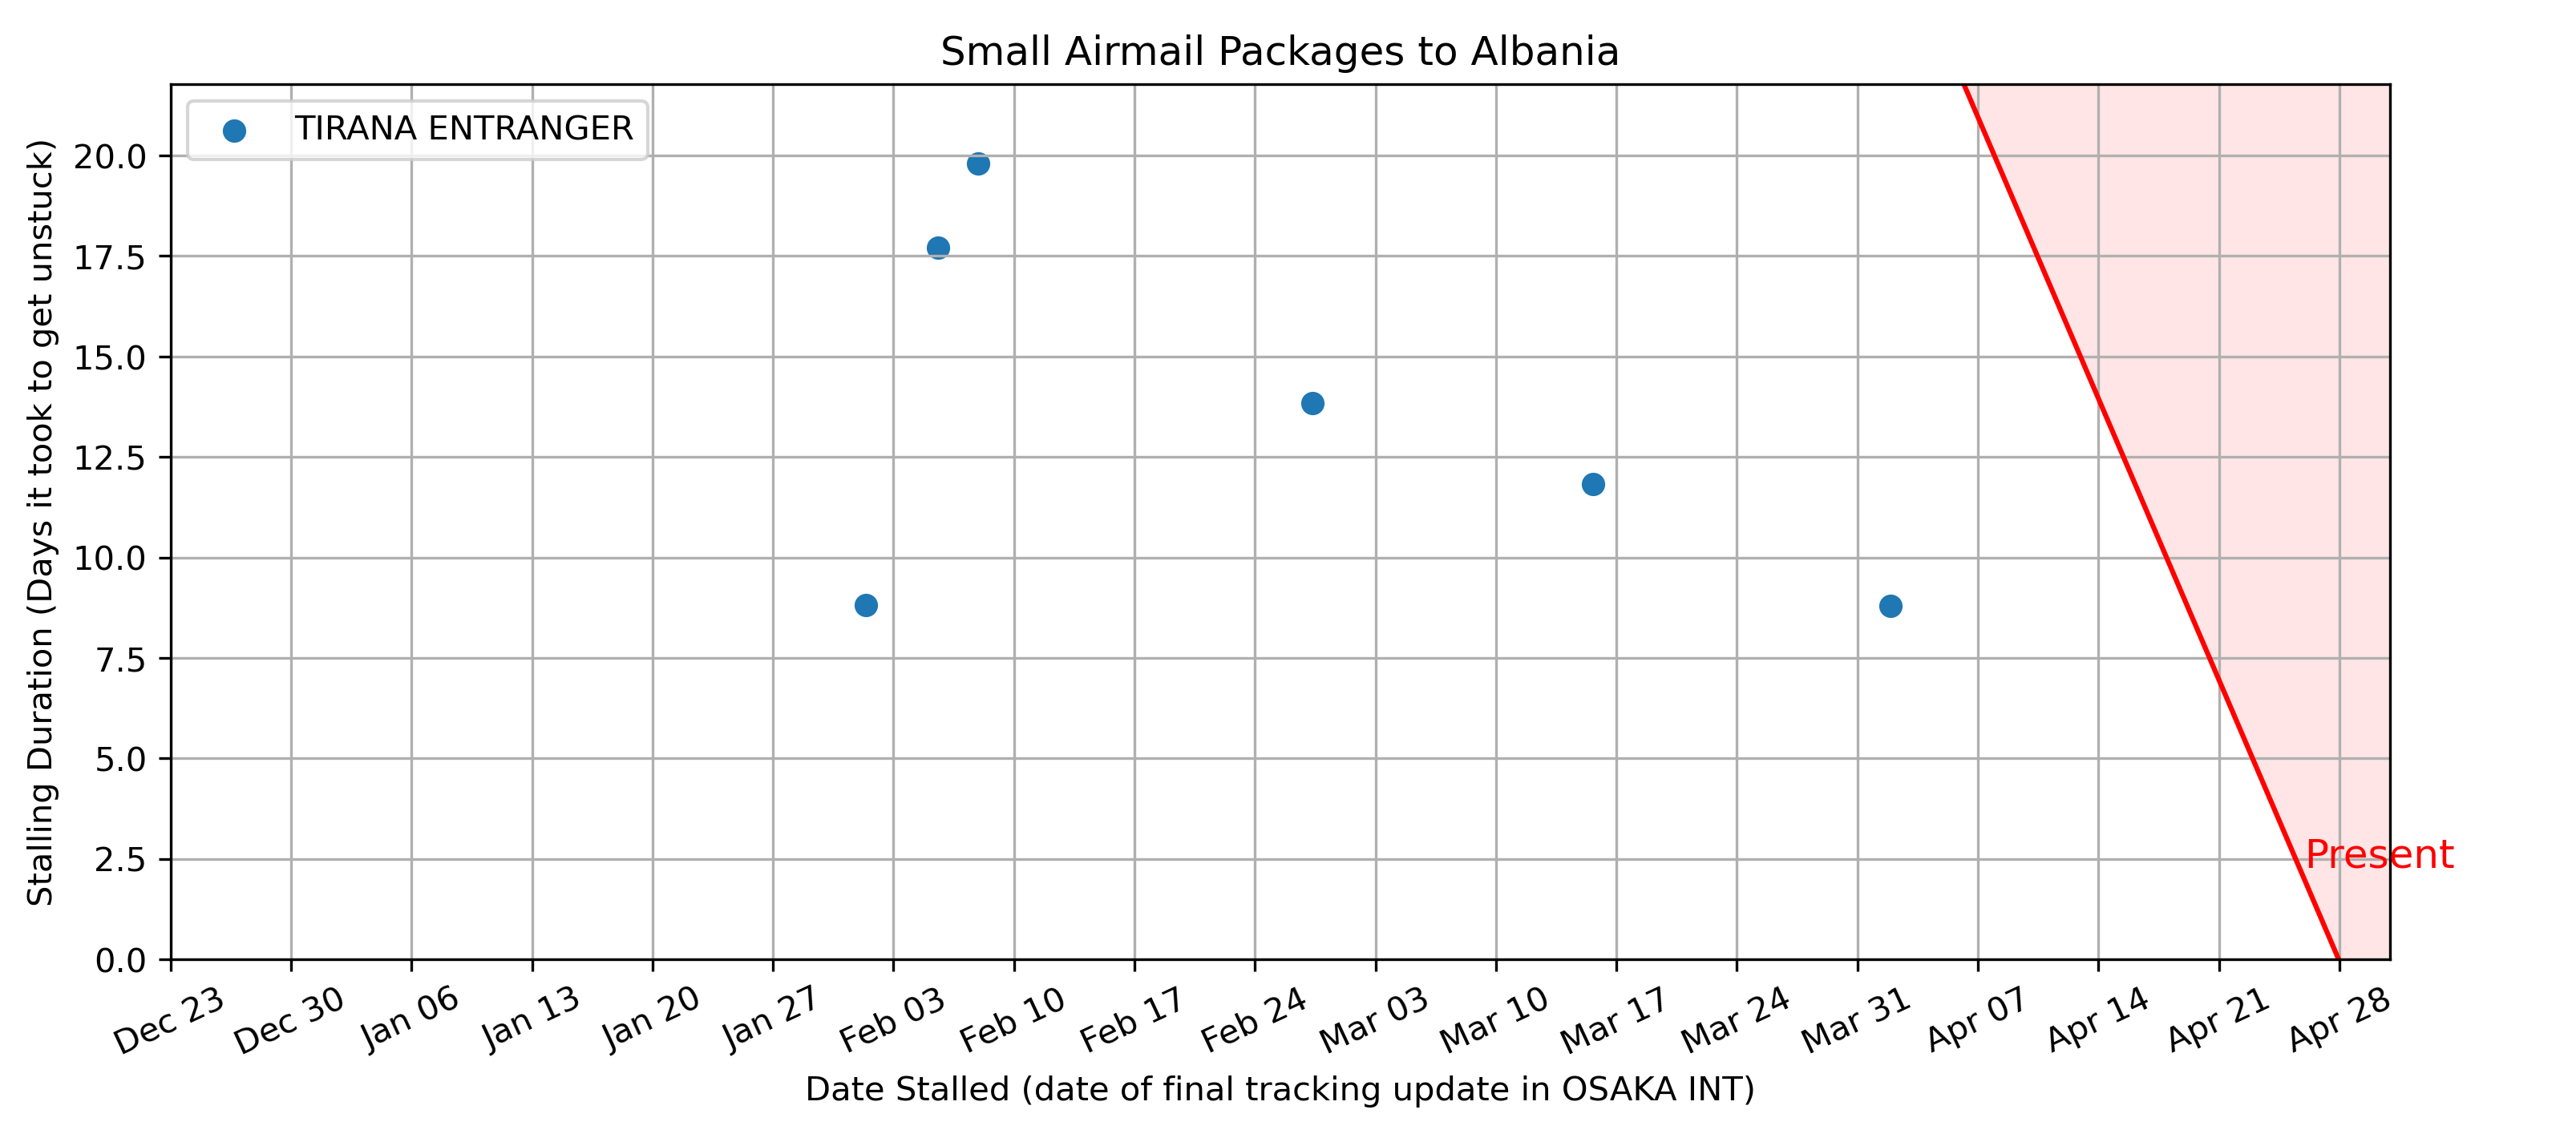 Small Airmail Packages to Albania
TIRANA ENTRANGER
Stalling Duration (Days it took to get unstuck)
20.0
17.5
15.0
12.5
10.0
7.5
5.0
2.5
0.0
Present
Dec 23 Dec 30 Jan 06 Jan 13 Jan 20 Jan 27 Feb 03 Feb 10 Feb 17 Feb 24 Mar 03 Mar 10 Mar 17 Mar 24 Mar 31 Apr 07 Apr 14 Apr 21 Apr 28
Date Stalled (date of final tracking update in OSAKA INT)